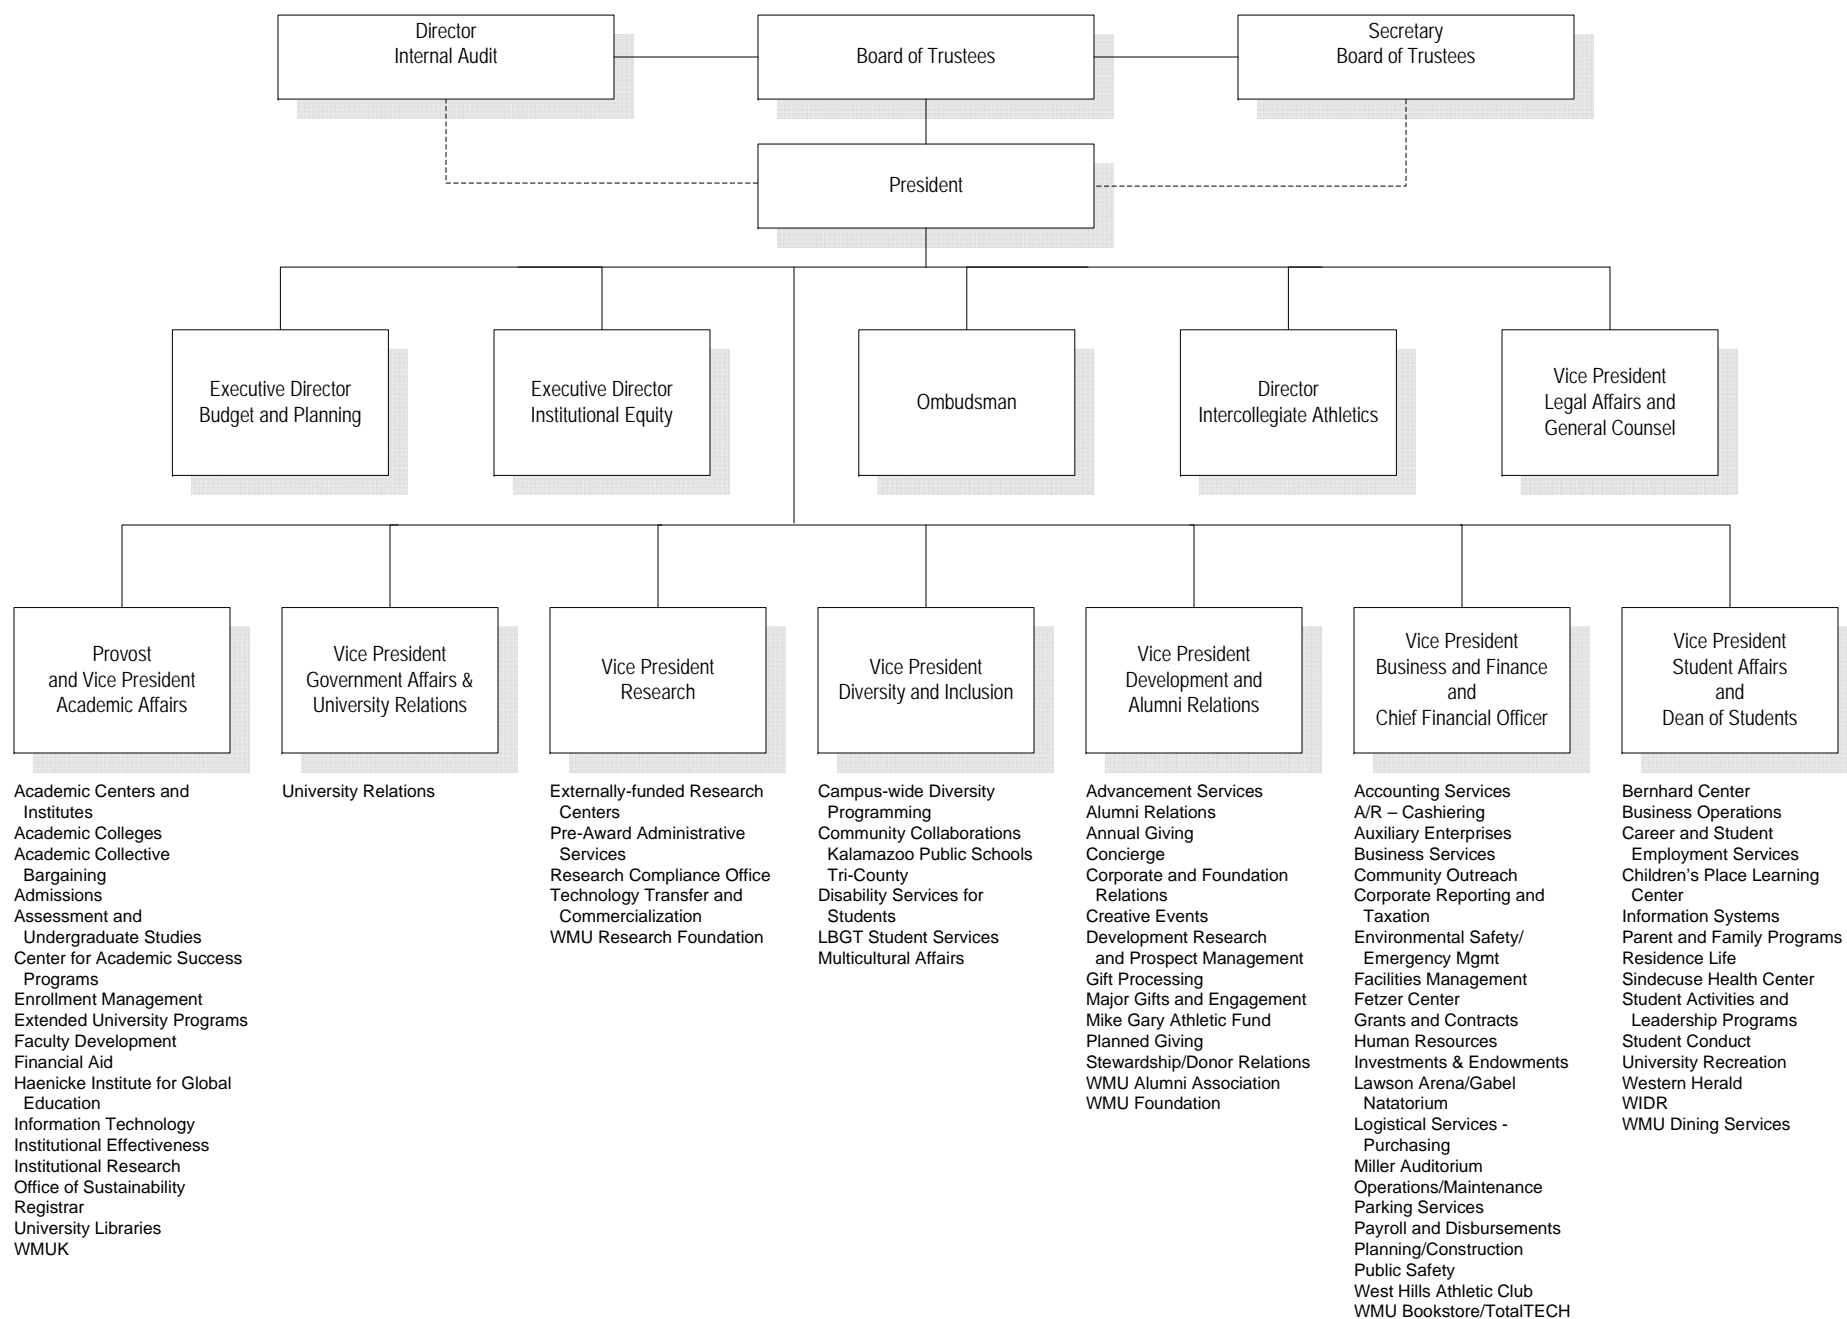 Director
Internal Audit
Board of Trustees
Secretary
Board of Trustees
President
Executive Director
Budget and Planning
Executive Director
Institutional Equity
Ombudsman
Director
Intercollegiate Athletics
Vice President
Legal Affairs and
General Counsel
Provost
and Vice President
Academic Affairs
Vice President
Government Affairs &
University Relations
Vice President
Research
Vice President
Diversity and Inclusion
Vice President
Development and
Alumni Relations
Vice President
Business and Finance
and
Chief Financial Officer
Vice President
Student Affairs
and
Dean of Students
Academic Centers and
Institutes
Academic Colleges
Academic Collective
Bargaining
Admissions
Assessment and
Undergraduate Studies
Center for Academic Success
Programs
Enrollment Management
Extended University Programs
Faculty Development
Financial Aid
Haenicke Institute for Global
Education
Information Technology
Institutional Effectiveness
Institutional Research
Office of Sustainability
Registrar
University Libraries
WMUK
University Relations
Externally-funded Research
Centers
Pre-Award Administrative
Services
Research Compliance Office
Technology Transfer and
Commercialization
WMU Research Foundation
Campus-wide Diversity
Programming
Community Collaborations
Kalamazoo Public Schools
Tri-County
Disability Services for
Students
LBGT Student Services
Multicultural Affairs
Advancement Services
Alumni Relations
Annual Giving
Concierge
Corporate and Foundation
Relations
Creative Events
Development Research
and Prospect Management
Gift Processing
Major Gifts and Engagement
Mike Gary Athletic Fund
Planned Giving
Stewardship/Donor Relations
WMU Alumni Association
WMU Foundation
Accounting Services
A/R – Cashiering
Auxiliary Enterprises
Business Services
Community Outreach
Corporate Reporting and
Taxation
Environmental Safety/
Emergency Mgmt
Facilities Management
Fetzer Center
Grants and Contracts
Human Resources
Investments & Endowments
Lawson Arena/Gabel
Natatorium
Logistical Services -
Purchasing
Miller Auditorium
Operations/Maintenance
Parking Services
Payroll and Disbursements
Planning/Construction
Public Safety
West Hills Athletic Club
WMU Bookstore/TotalTECH
Bernhard Center
Business Operations
Career and Student
Employment Services
Children's Place Learning
Center
Information Systems
Parent and Family Programs
Residence Life
Sindecuse Health Center
Student Activities and
Leadership Programs
Student Conduct
University Recreation
Western Herald
WIDR
WMU Dining Services